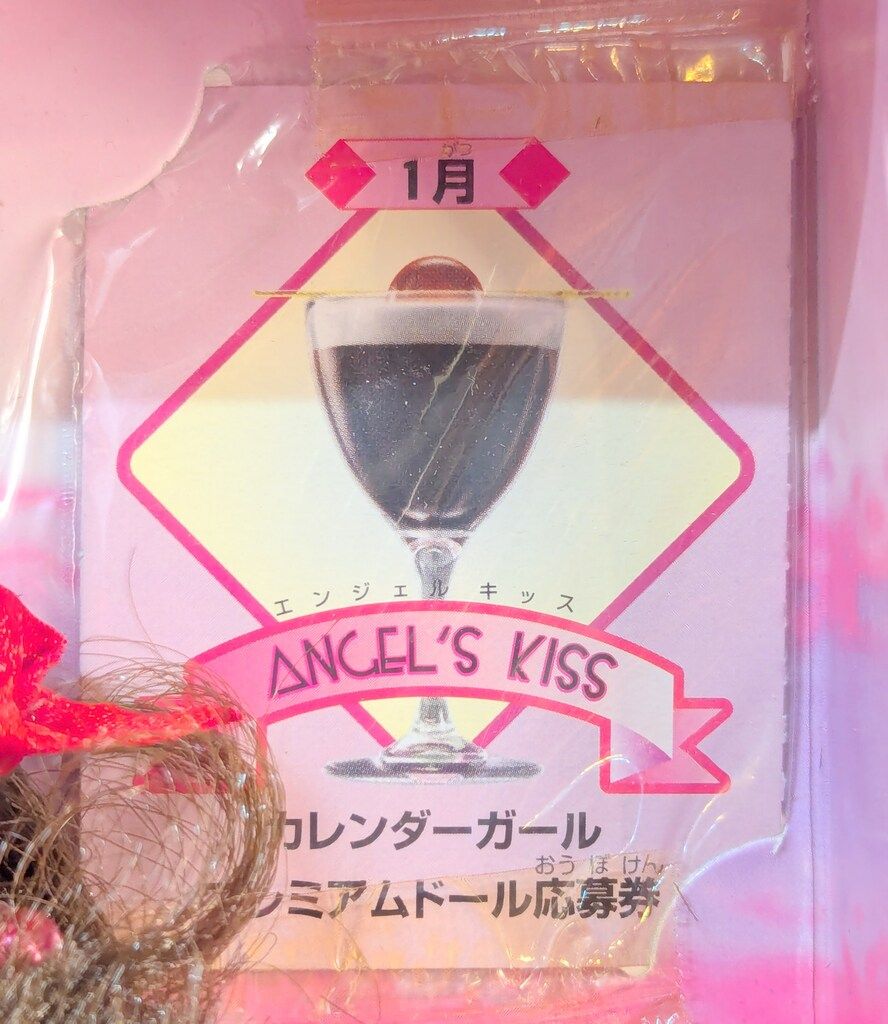 がつ
1月
エンジェル キッス
ANGEL'S KISS
カレンダーガール
おうぼけん
ミアムドール応募券